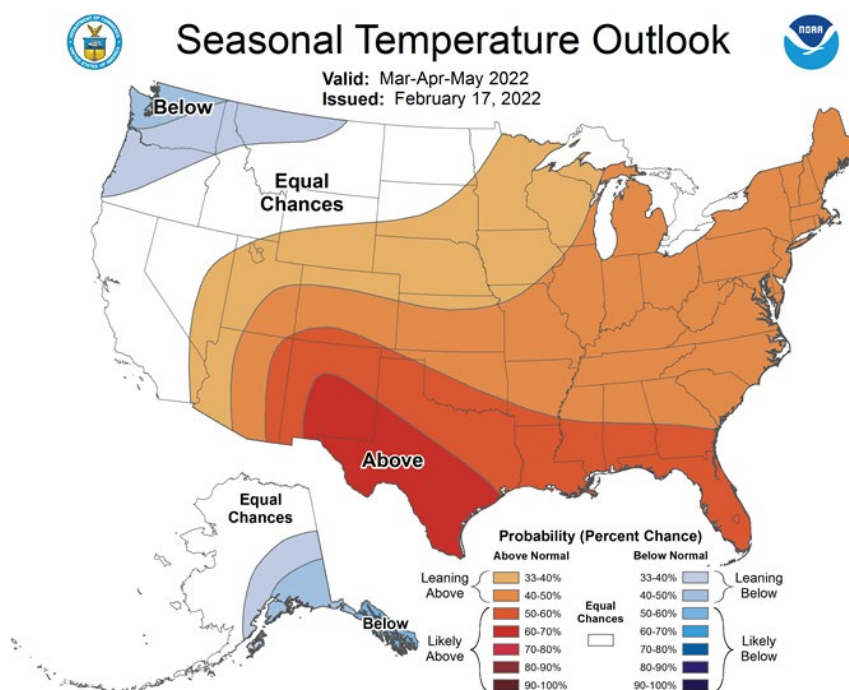 Seasonal Temperature Outlook
Valid: Mar-Apr-May 2022
Issued: February 17, 2022
NOAA
Below
Equal
Chances
Above
Equal
Chances
Below
Probability (Percent Chance)
Above Normal
Below Normal
Leaning
Above
33-40%
40-50%
Likely
Above
50-60%
60-70%
70-80%
80-90%
90-100%
Equal
Chances
33-40%
40-50%
Leaning
Below
50-60%
60-70%
70-80%
80-90%
90-100%
Likely
Below